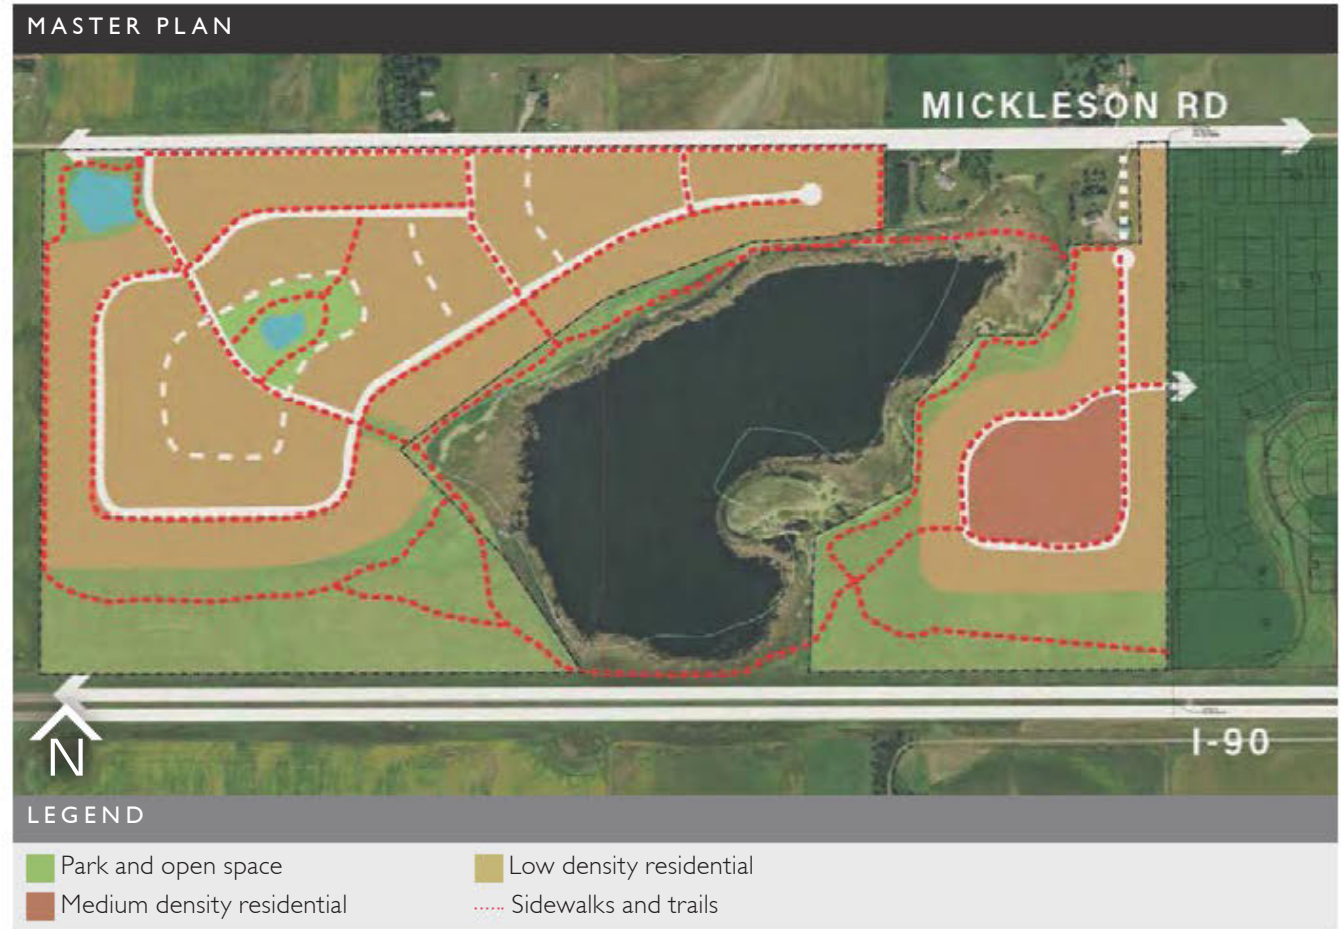 MASTER PLAN
MICKLESON RD
I-90
N
LEGEND
Park and open space
Low density residential
Medium density residential
Sidewalks and trails